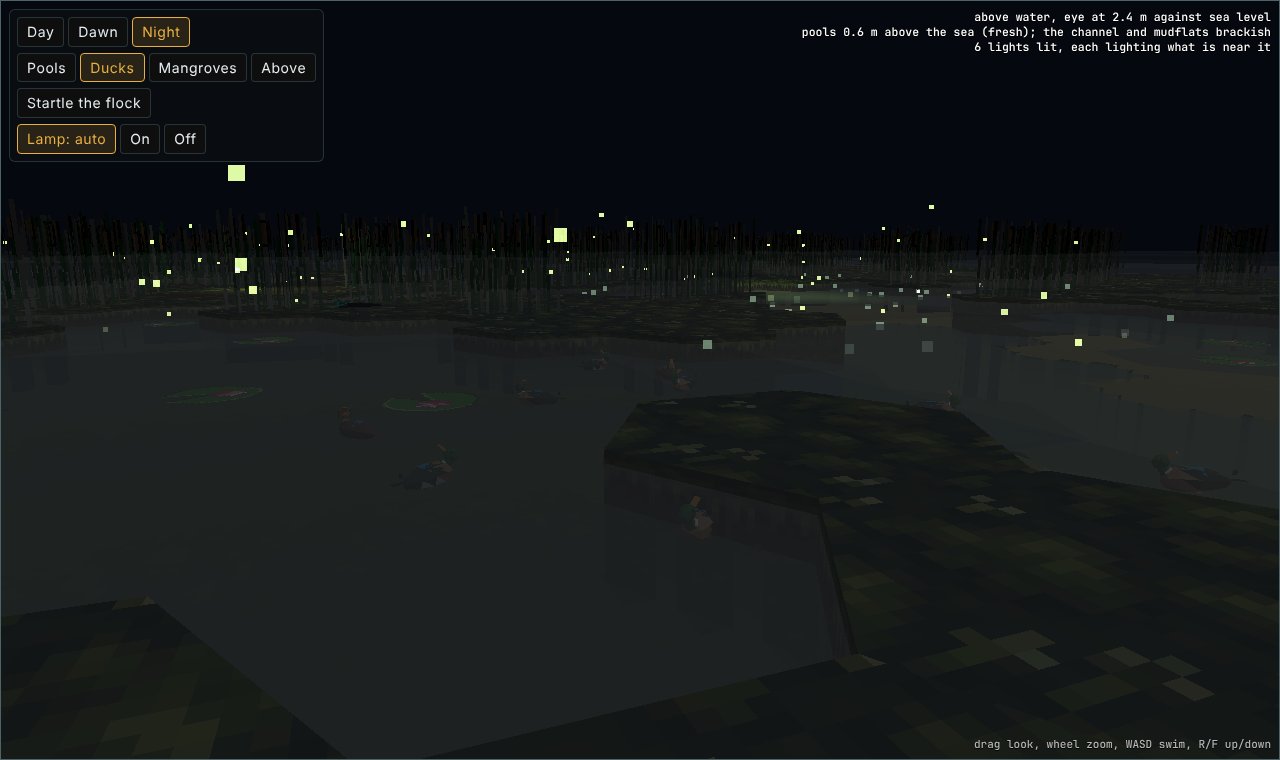 Day Dawn Night
Pools Ducks Mangroves Above
Startle the flock
Lamp: auto On Off
above water, eye at 2.4 m against sea level
pools 0.6 m above the sea (fresh); the channel and mudflats brackish
6 lights lit, each lighting what is near it
drag look, wheel zoom, WASD swim, R/F up/down